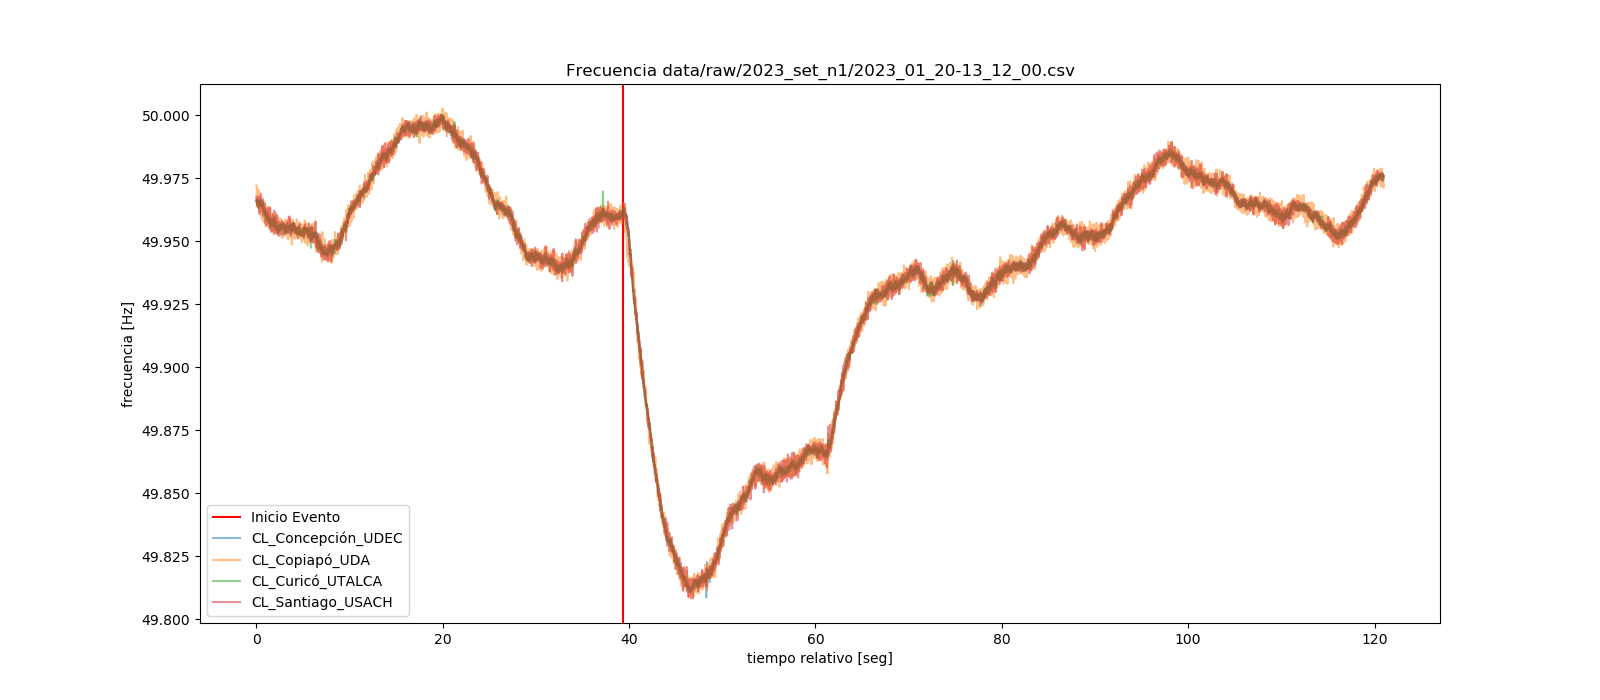 Frecuencia data/raw/2023_set_n1/2023_01_20-13_12_00.csv
50.000
49.975
49.950
49.925
49.900
49.875
49.850
49.825
49.800
frecuencia [Hz]
Inicio Evento
CL_Concepción_UDEC
CL_Copiapó_UDA
CL_Curicó_UTALCA
CL_Santiago_USACH
0 20 40 60 80 100 120
tiempo relativo [seg]